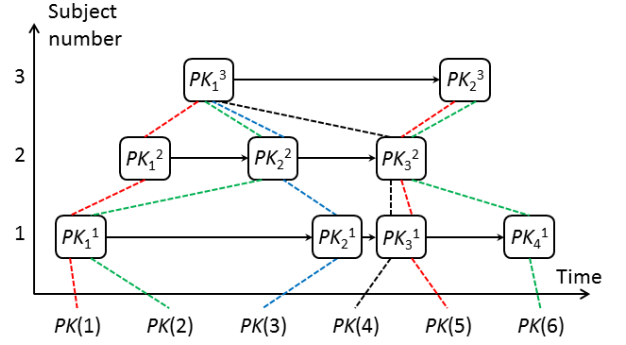 Subject
number
3
PK₁³
PK₂³
2
PK₁²
PK₂²
PK₃²
1
PK₁¹
PK₂¹
PK₃¹
PK₄¹
Time
PK(1)
PK(2)
PK(3)
PK(4)
PK(5)
PK(6)